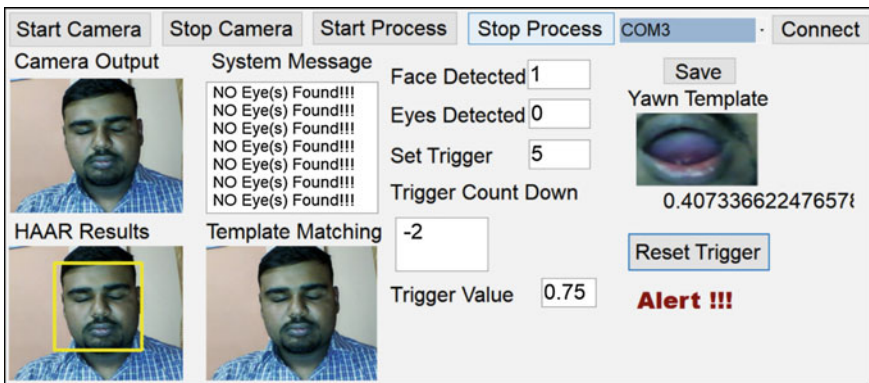 Start Camera Stop Camera Start Process Stop Process COM3 Connect
Camera Output
System Message
NO Eye(s) Found!!!
NO Eye(s) Found!!!
NO Eye(s) Found!!!
NO Eye(s) Found!!!
NO Eye(s) Found!!!
NO Eye(s) Found!!!
NO Eye(s) Found!!!
Face Detected 1
Eyes Detected 0
Set Trigger 5
Trigger Count Down
-2
Trigger Value 0.75
Save
Yawn Template
0.40733662247657
Reset Trigger
Alert !!!
HAAR Results
Template Matching